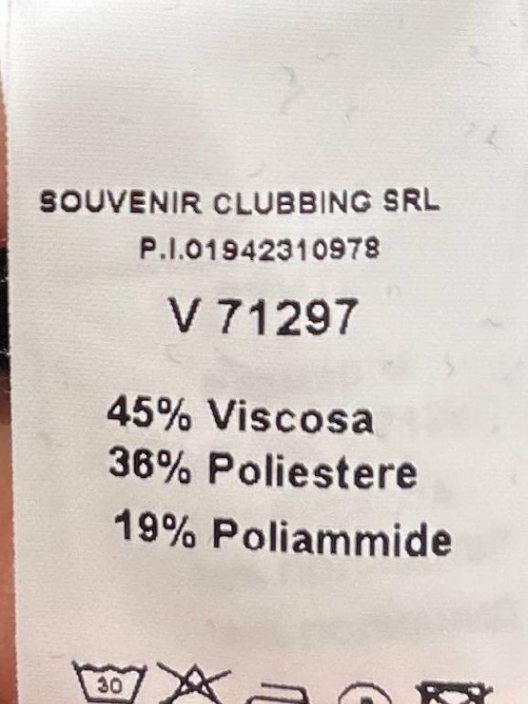 SOUVENIR CLUBBING SRL
P.I.01942310978
V 71297
45% Viscosa
36% Poliestere
19% Poliammide
30